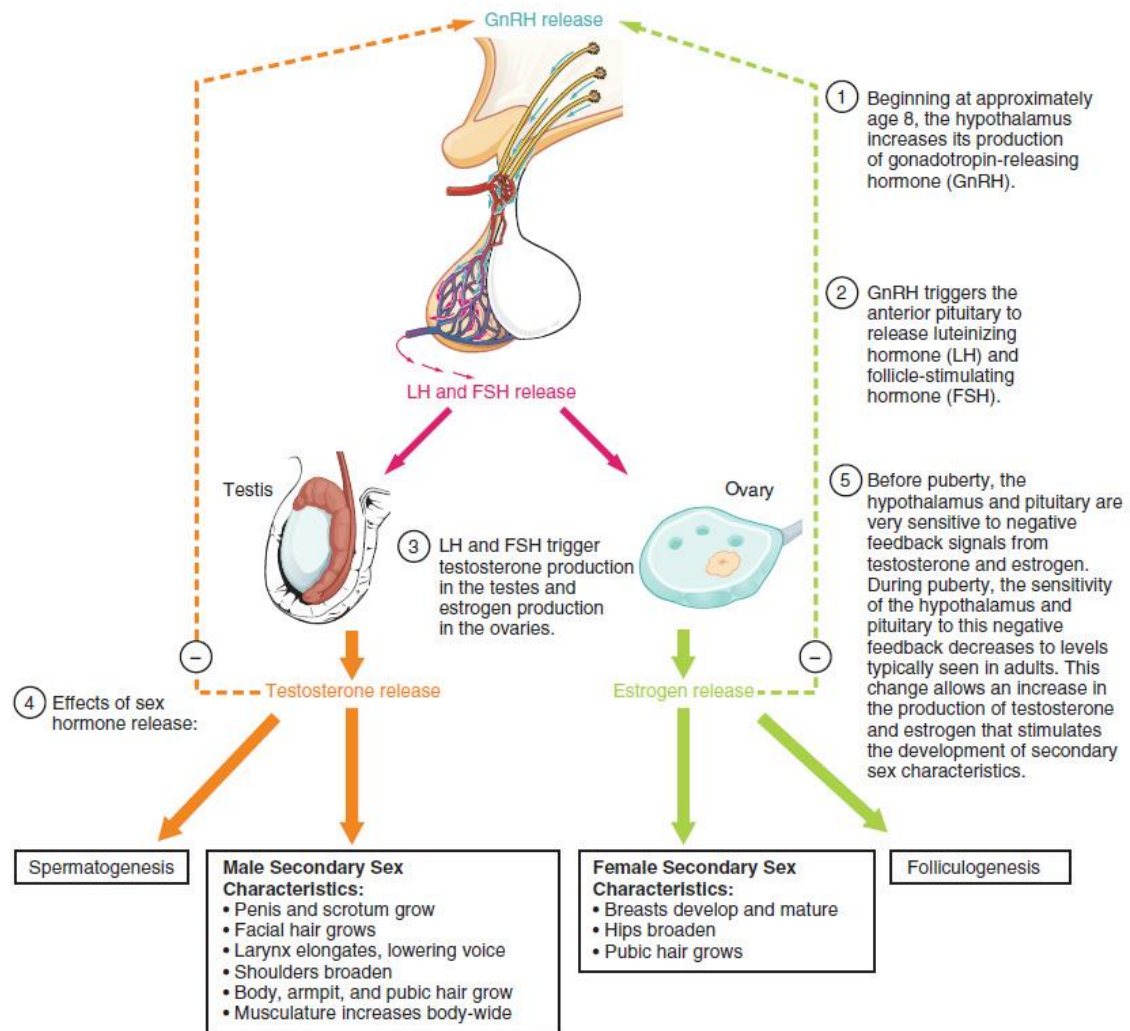 GnRH release
1
Beginning at approximately
age 8, the hypothalamus
increases its production
of gonadotropin-releasing
hormone (GnRH).
2
GnRH triggers the
anterior pituitary to
release luteinizing
hormone (LH) and
follicle-stimulating
hormone (FSH).
LH and FSH release
Testis
Ovary
3
LH and FSH trigger
testosterone production
in the testes and
estrogen production
in the ovaries.
5
Before puberty, the
hypothalamus and pituitary are
very sensitive to negative
feedback signals from
testosterone and estrogen.
During puberty, the sensitivity
of the hypothalamus and
pituitary to this negative
feedback decreases to levels
typically seen in adults. This
change allows an increase in
the production of testosterone
and estrogen that stimulates
the development of secondary
sex characteristics.
–
–
Testosterone release
Estrogen release
4
Effects of sex
hormone release:
Spermatogenesis
Male Secondary Sex
Characteristics:
• Penis and scrotum grow
• Facial hair grows
• Larynx elongates, lowering voice
• Shoulders broaden
• Body, armpit, and pubic hair grow
• Musculature increases body-wide
Female Secondary Sex
Characteristics:
• Breasts develop and mature
• Hips broaden
• Pubic hair grows
Folliculogenesis